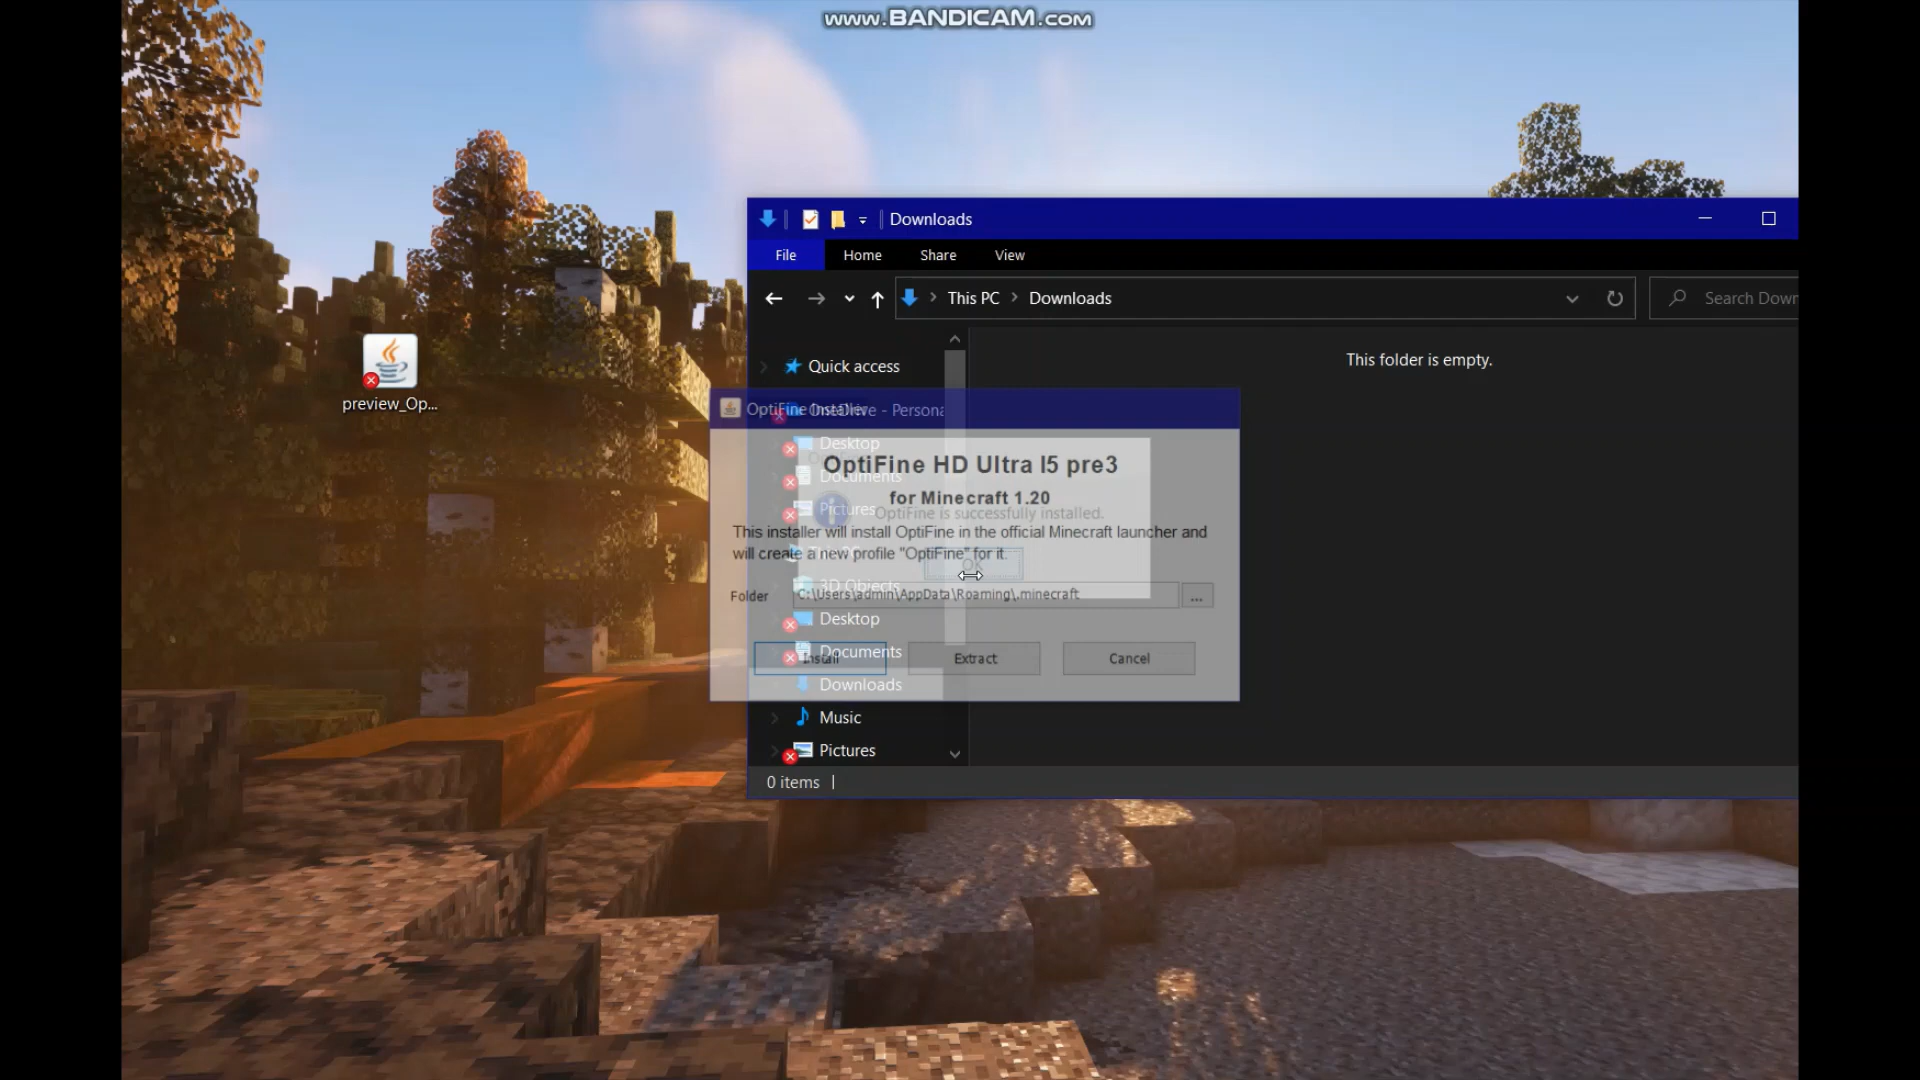 www.BANDICAM.com
Downloads
File Home Share View
This PC Downloads
Search Down
This folder is empty.
preview_Op...
Quick access
OptiFine Installer
OneDrive - Persona
Desktop
Documents
Pictures
OptiFine HD Ultra I5 pre3
for Minecraft 1.20
OptiFine is successfully installed.
This installer will install OptiFine in the official Minecraft launcher and
will create a new profile "OptiFine" for it.
OK
3D Objects
Folder C:\Users\admin\AppData\Roaming\.minecraft ...
Desktop
Documents
Install Extract Cancel
Downloads
Music
Pictures
0 items